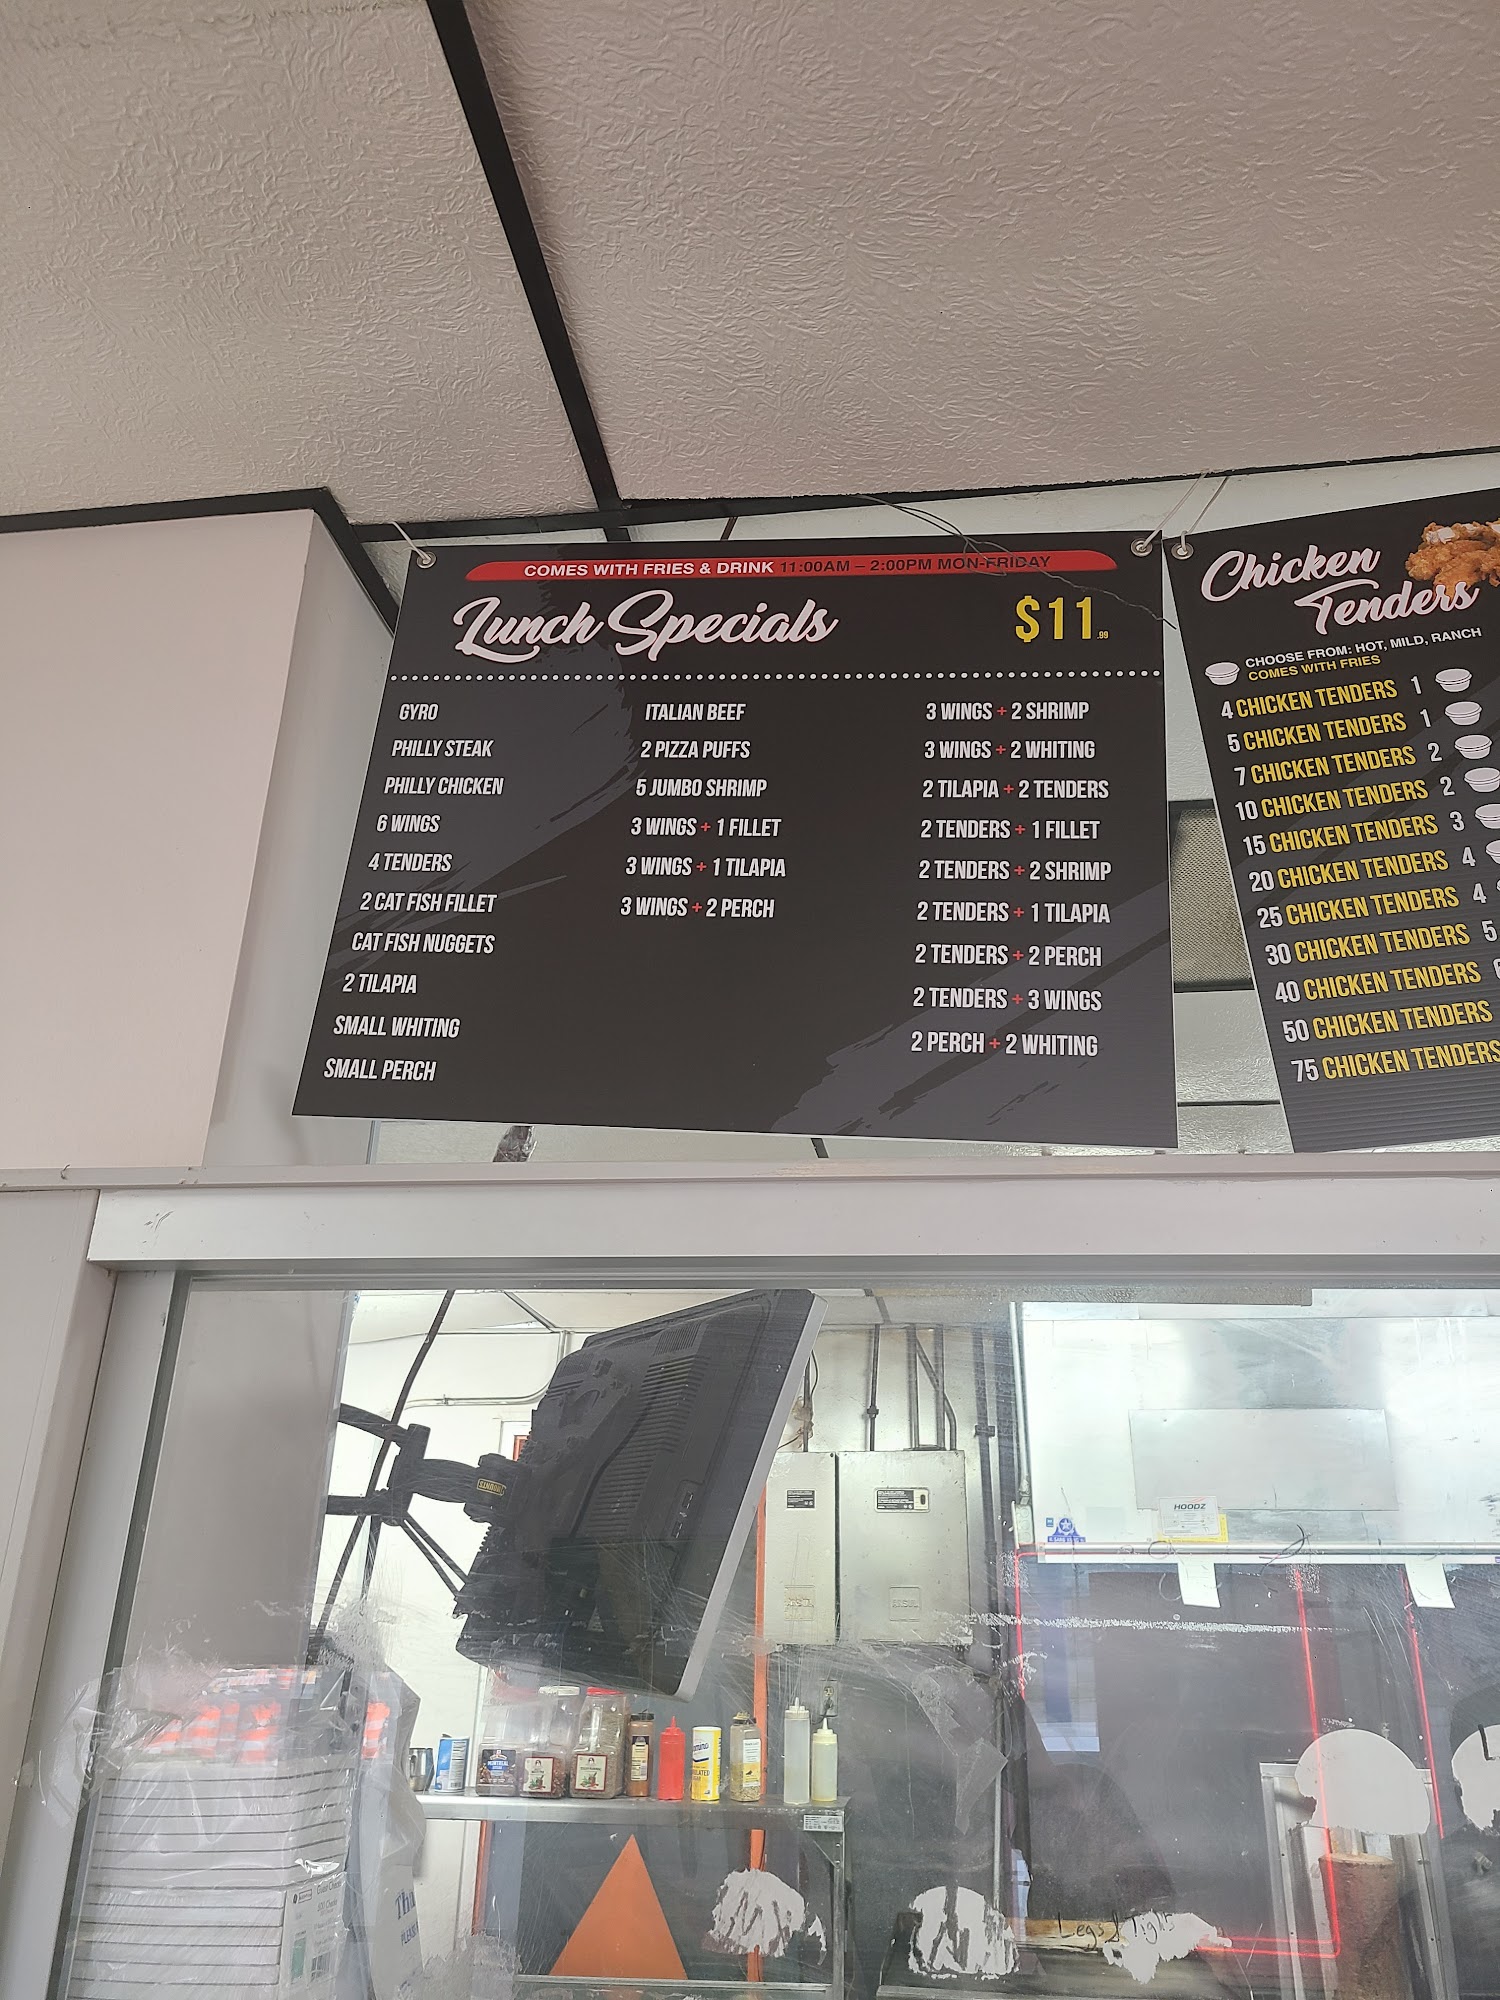 COMES WITH FRIES & DRINK 11:00AM – 2:00PM MON-FRIDAY
Lunch Specials
$11.99
GYRO
PHILLY STEAK
PHILLY CHICKEN
6 WINGS
4 TENDERS
2 CAT FISH FILLET
CAT FISH NUGGETS
2 TILAPIA
SMALL WHITING
SMALL PERCH
ITALIAN BEEF
2 PIZZA PUFFS
5 JUMBO SHRIMP
3 WINGS + 1 FILLET
3 WINGS + 1 TILAPIA
3 WINGS + 2 PERCH
3 WINGS + 2 SHRIMP
3 WINGS + 2 WHITING
2 TILAPIA + 2 TENDERS
2 TENDERS + 1 FILLET
2 TENDERS + 2 SHRIMP
2 TENDERS + 1 TILAPIA
2 TENDERS + 2 PERCH
2 TENDERS + 3 WINGS
2 PERCH + 2 WHITING
Chicken
Tenders
CHOOSE FROM: HOT, MILD, RANCH
COMES WITH FRIES
4 CHICKEN TENDERS 1
5 CHICKEN TENDERS 1
7 CHICKEN TENDERS 2
10 CHICKEN TENDERS 2
15 CHICKEN TENDERS 3
20 CHICKEN TENDERS 4
25 CHICKEN TENDERS 4
30 CHICKEN TENDERS 5
40 CHICKEN TENDERS
50 CHICKEN TENDERS
75 CHICKEN TENDERS
HOODZ